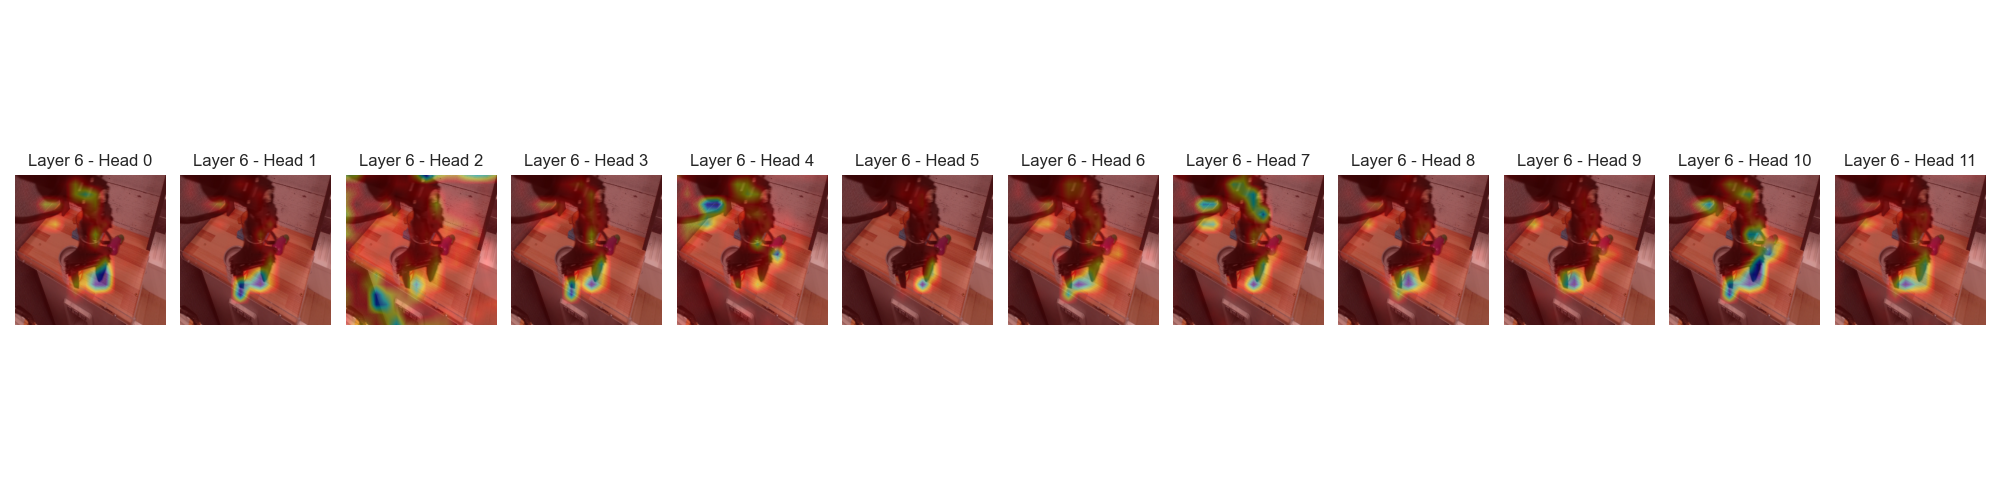 Layer 6 - Head 0
Layer 6 - Head 1
Layer 6 - Head 2
Layer 6 - Head 3
Layer 6 - Head 4
Layer 6 - Head 5
Layer 6 - Head 6
Layer 6 - Head 7
Layer 6 - Head 8
Layer 6 - Head 9
Layer 6 - Head 10
Layer 6 - Head 11